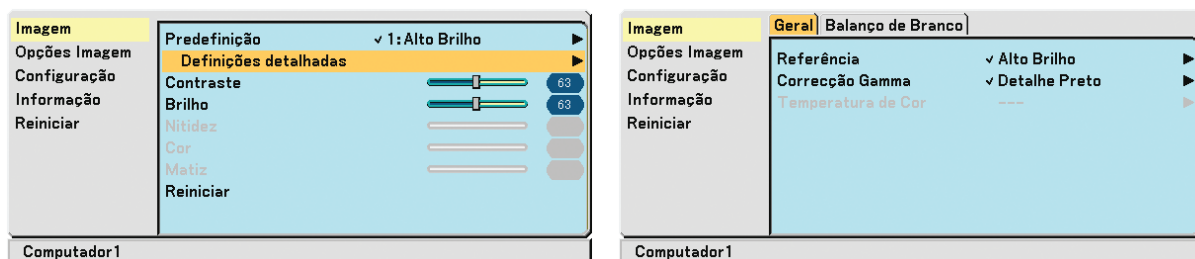 Imagem
Opções Imagem
Configuração
Informação
Reiniciar
Predefinição ✓ 1:Alto Brilho ▶
Definições detalhadas ▶
Contraste 63
Brilho 63
Nitidez
Cor
Matiz
Reiniciar
Computador1
Imagem
Opções Imagem
Configuração
Informação
Reiniciar
Geral Balanço de Branco
Referência ✓ Alto Brilho ▶
Correcção Gamma ✓ Detalhe Preto ▶
Temperatura de Cor --- ▶
Computador1